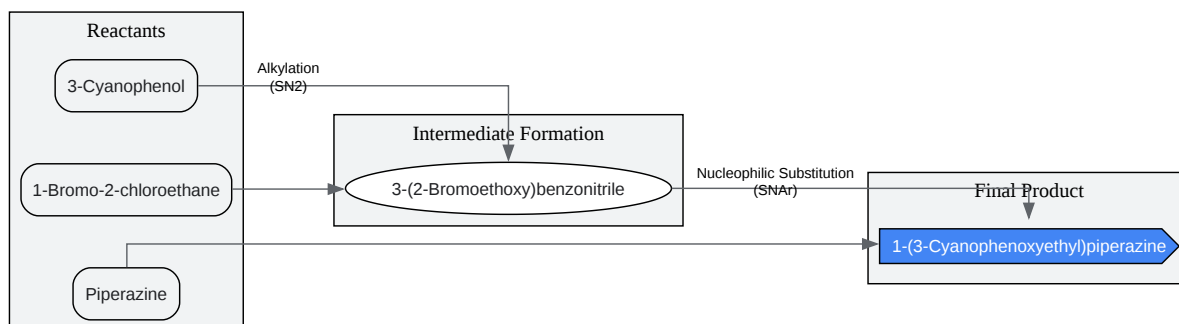 Reactants
3-Cyanophenol
Alkylation
(SN2)
Intermediate Formation
1-Bromo-2-chloroethane
3-(2-Bromoethoxy)benzonitrile
Nucleophilic Substitution
(SNAr)
Final Product
1-(3-Cyanophenoxyethyl)piperazine
Piperazine